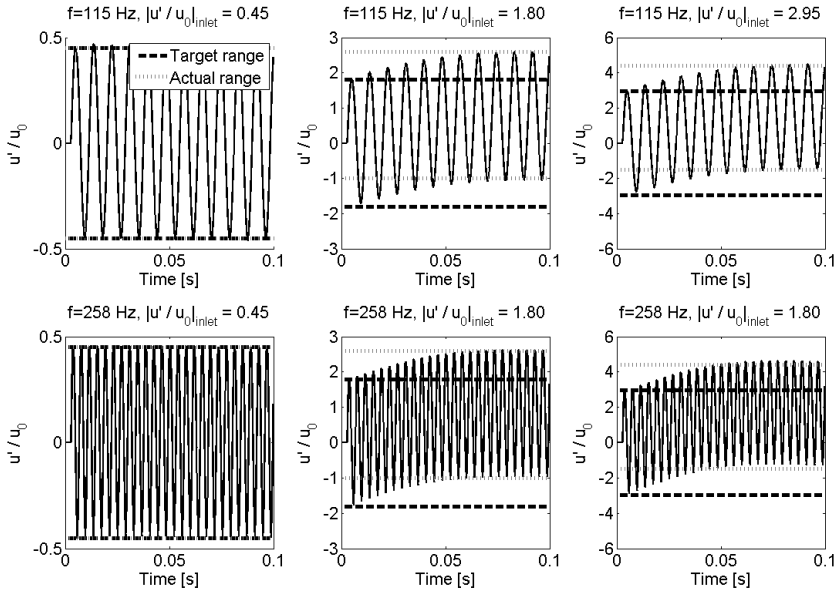 f=115 Hz, |u' / u0|inlet = 0.45
f=115 Hz, |u' / u0|inlet = 1.80
f=115 Hz, |u' / u0|inlet = 2.95
0.5
0
-0.5
u' / u0
Target range
Actual range
0
0.05
0.1
Time [s]
3
2
1
0
-1
-2
-3
u' / u0
0
0.05
0.1
Time [s]
6
4
2
0
-2
-4
-6
u' / u0
0
0.05
0.1
Time [s]
f=258 Hz, |u' / u0|inlet = 0.45
f=258 Hz, |u' / u0|inlet = 1.80
f=258 Hz, |u' / u0|inlet = 1.80
0.5
0
-0.5
u' / u0
0
0.05
0.1
Time [s]
3
2
1
0
-1
-2
-3
u' / u0
0
0.05
0.1
Time [s]
6
4
2
0
-2
-4
-6
u' / u0
0
0.05
0.1
Time [s]